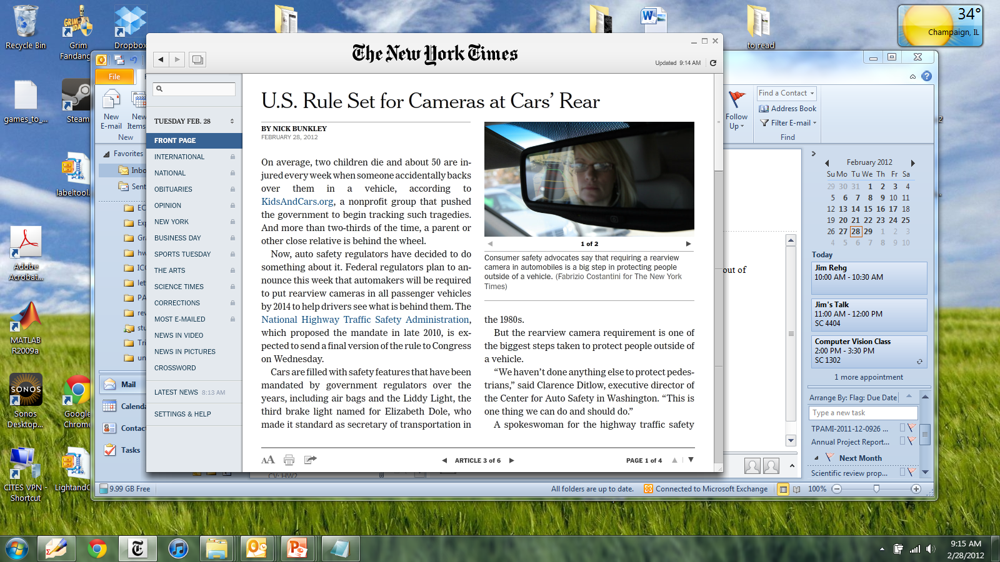 Recycle Bin
Grim
Fandang...
Dropbox
to read
34°
Champaign, IL
games_to_...
Steam
labeltool...
Adobe
Acrobat...
MATLAB
R2009a
Sonos
Desktop...
Google
Chrome
CITES VPN -
Shortcut
LightandC
The New York Times
Updated 9:14 AM
TUESDAY FEB. 28
FRONT PAGE
INTERNATIONAL
NATIONAL
OBITUARIES
OPINION
NEW YORK
BUSINESS DAY
SPORTS TUESDAY
THE ARTS
SCIENCE TIMES
CORRECTIONS
MOST E-MAILED
NEWS IN VIDEO
NEWS IN PICTURES
CROSSWORD
LATEST NEWS 8:13 AM
SETTINGS & HELP
U.S. Rule Set for Cameras at Cars’ Rear
BY NICK BUNKLEY
FEBRUARY 28, 2012
On average, two children die and about 50 are in-
jured every week when someone accidentally backs
over them in a vehicle, according to
KidsAndCars.org, a nonprofit group that pushed
the government to begin tracking such tragedies.
And more than two-thirds of the time, a parent or
other close relative is behind the wheel.
Now, auto safety regulators have decided to do
something about it. Federal regulators plan to an-
nounce this week that automakers will be required
to put rearview cameras in all passenger vehicles
by 2014 to help drivers see what is behind them. The
National Highway Traffic Safety Administration,
which proposed the mandate in late 2010, is ex-
pected to send a final version of the rule to Congress
on Wednesday.
Cars are filled with safety features that have been
mandated by government regulators over the
years, including air bags and the Liddy Light, the
third brake light named for Elizabeth Dole, who
made it standard as secretary of transportation in
1 of 2
Consumer safety advocates say that requiring a rearview
camera in automobiles is a big step in protecting people
outside of a vehicle. (Fabrizio Costantini for The New York
Times)
the 1980s.
But the rearview camera requirement is one of
the biggest steps taken to protect people outside of
a vehicle.
“We haven’t done anything else to protect pedes-
trians,” said Clarence Ditlow, executive director of
the Center for Auto Safety in Washington. “This is
one thing we can do and should do.”
A spokeswoman for the highway traffic safety
AA
ARTICLE 3 of 6
PAGE 1 of 4
File
New
E-mail
New
Items
New
Favorites
Inbo
Sent
EC
Exp
Gra
hw
ICC
lett
PA
rev
stu
Tri
un
Mail
Calenda
Contact
Tasks
9.99 GB Free
CV: HW2
All folders are up to date.
Connected to Microsoft Exchange
100%
Follow
Up
Find a Contact
Address Book
Filter E-mail
Find
out of
February 2012
Su Mo Tu We Th Fr Sa
29 30 31 1 2 3 4
5 6 7 8 9 10 11
12 13 14 15 16 17 18
19 20 21 22 23 24 25
26 27 28 29 1 2 3
4 5 6 7 8 9 10
Today
Jim Rehg
10:00 AM - 10:30 AM
Jim's Talk
11:00 AM - 12:00 PM
SC 4404
Computer Vision Class
2:00 PM - 3:30 PM
SC 1302
1 more appointment
Arrange By: Flag: Due Date
Type a new task
TPAMI-2011-12-0926 ...
Annual Project Report...
Next Month
Scientific review prop...
9:15 AM
2/28/2012